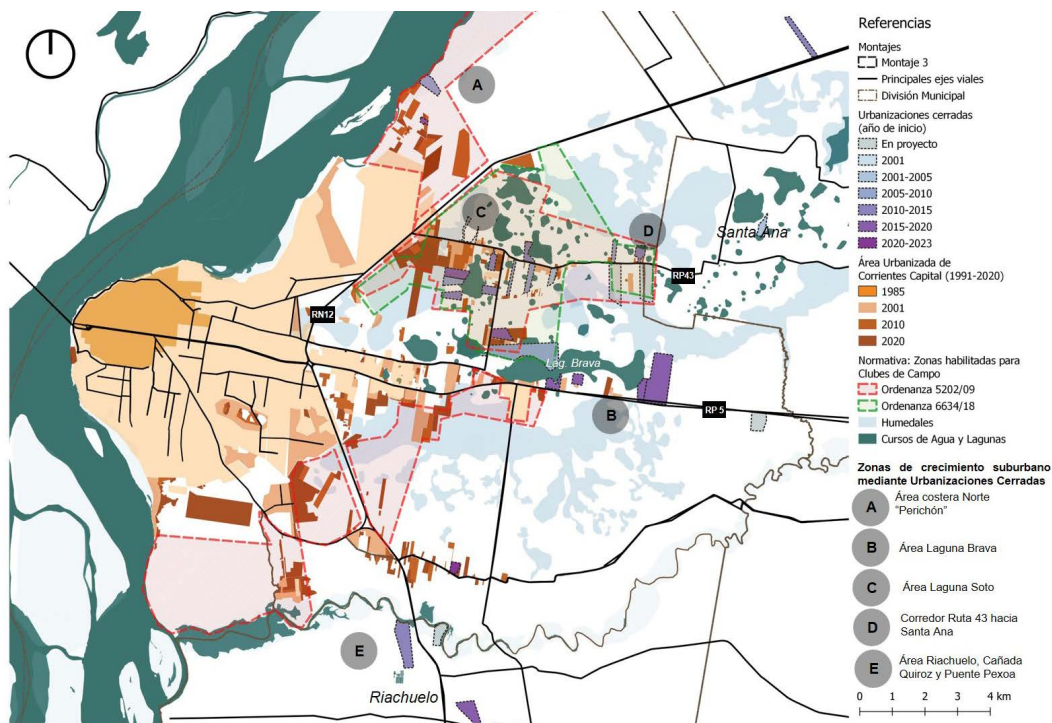 A
C
D
Santa Ana
RP43
RN12
Lag. Brava
B
RP 5
E
Riachuelo
Referencias
Montajes
Montaje 3
Principales ejes viales
División Municipal
Urbanizaciones cerradas
(año de inicio)
En proyecto
2001
2001-2005
2005-2010
2010-2015
2015-2020
2020-2023
Área Urbanizada de
Corrientes Capital (1991-2020)
1985
2001
2010
2020
Normativa: Zonas habilitadas para
Clubes de Campo
Ordenanza 5202/09
Ordenanza 6634/18
Humedales
Cursos de Agua y Lagunas
Zonas de crecimiento suburbano
mediante Urbanizaciones Cerradas
A Área costera Norte
"Perichón"
B Área Laguna Brava
C Área Laguna Soto
D Corredor Ruta 43 hacia
Santa Ana
E Área Riachuelo, Cañada
Quiroz y Puente Pexoa
0 1 2 3 4 km